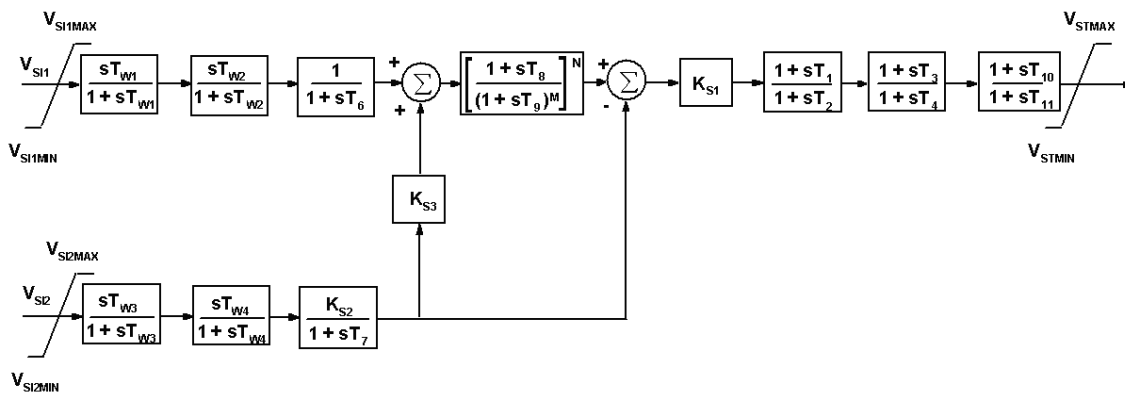 V_SI1MAX
V_STMAX
V_SI1
sT_W1
1 + sT_W1
sT_W2
1 + sT_W2
1
1 + sT_6
+
Σ
+
[1 + sT_8
(1 + sT_9)^M]^N
+
Σ
-
K_S1
1 + sT_1
1 + sT_2
1 + sT_3
1 + sT_4
1 + sT_10
1 + sT_11
V_SI1MIN
V_STMIN
K_S3
V_SI2MAX
V_SI2
sT_W3
1 + sT_W3
sT_W4
1 + sT_W4
K_S2
1 + sT_7
V_SI2MIN